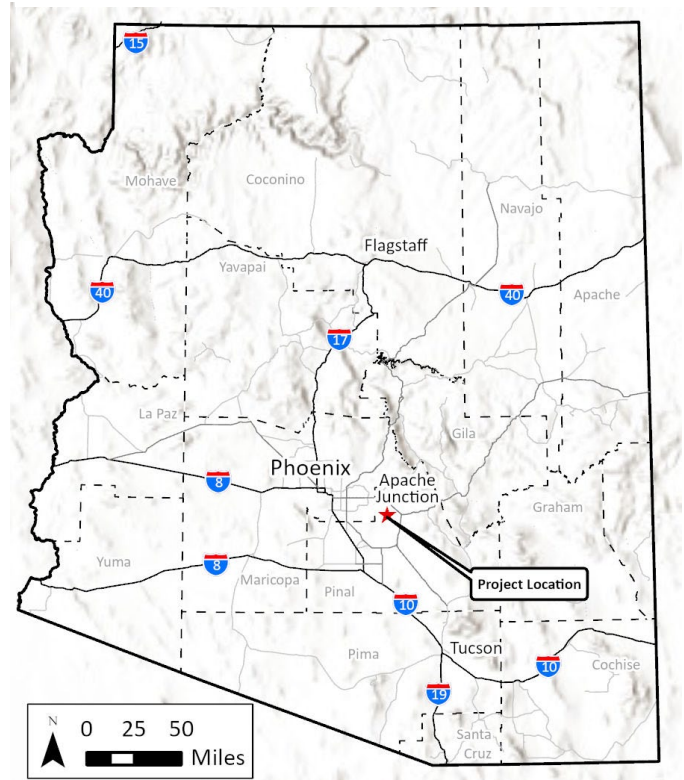 15
Mohave
Coconino
Navajo
Flagstaff
Yavapai
40
40
Apache
17
La Paz
Gila
Phoenix
Apache
Junction
8
Graham
Yuma
8
Maricopa
Pinal
Project Location
10
Pima
Tucson
10
Cochise
19
Santa
Cruz
N
0 25 50
Miles